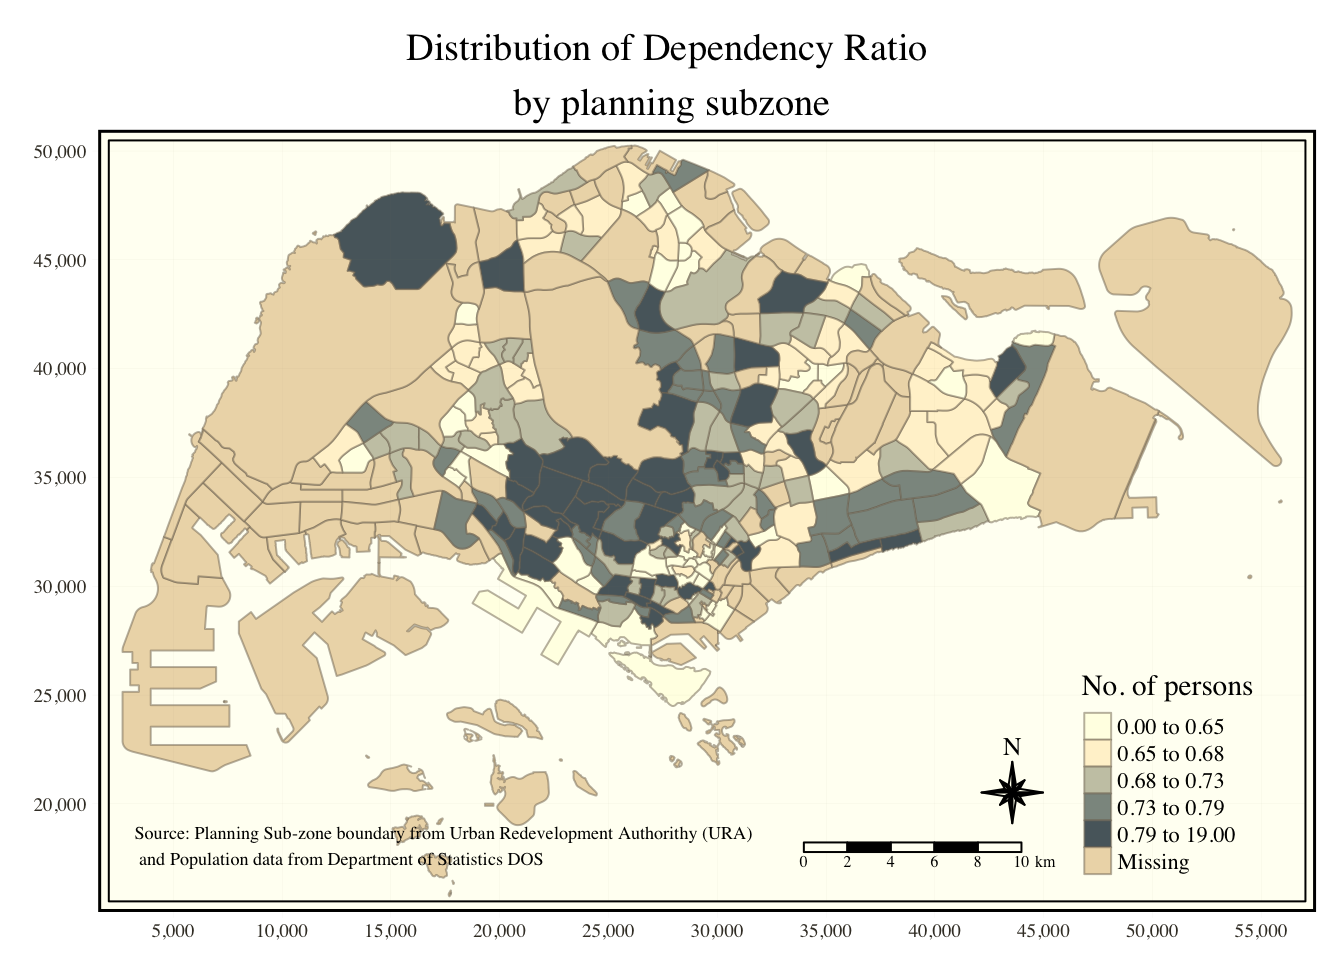 Distribution of Dependency Ratio
by planning subzone
50,000
45,000
40,000
35,000
30,000
25,000
20,000
No. of persons
0.00 to 0.65
0.65 to 0.68
0.68 to 0.73
0.73 to 0.79
0.79 to 19.00
Missing
N
0 2 4 6 8 10 km
Source: Planning Sub-zone boundary from Urban Redevelopment Authorithy (URA)
and Population data from Department of Statistics DOS
5,000 10,000 15,000 20,000 25,000 30,000 35,000 40,000 45,000 50,000 55,000